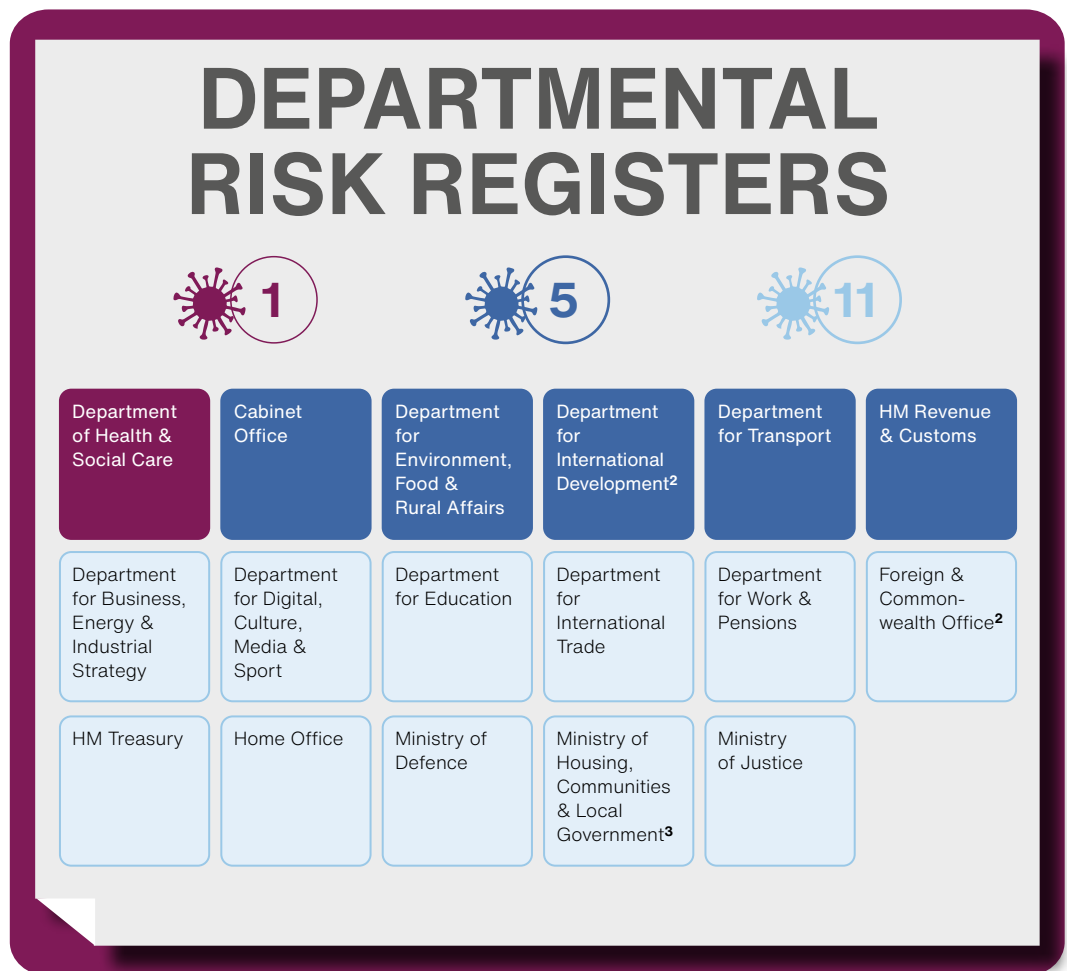 DEPARTMENTAL
RISK REGISTERS
1
5
11
Department
of Health &
Social Care
Cabinet
Office
Department
for
Environment,
Food &
Rural Affairs
Department
for
International
Development²
Department
for Transport
HM Revenue
& Customs
Department
for Business,
Energy &
Industrial
Strategy
Department
for Digital,
Culture,
Media &
Sport
Department
for Education
Department
for
International
Trade
Department
for Work &
Pensions
Foreign &
Common-
wealth Office²
HM Treasury
Home Office
Ministry of
Defence
Ministry of
Housing,
Communities
& Local
Government³
Ministry
of Justice